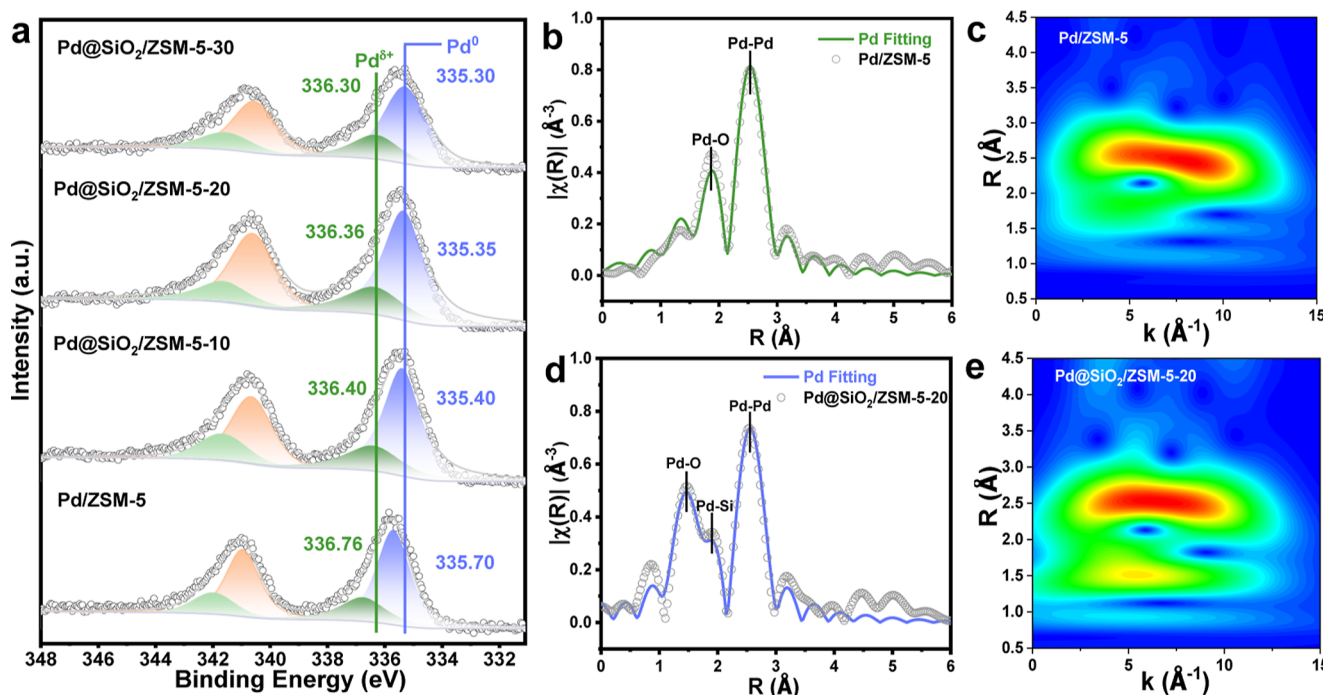 a
Pd@SiO₂/ZSM-5-30
Pdᵟ⁺
Pd⁰
336.30
335.30
Pd@SiO₂/ZSM-5-20
336.36
335.35
Pd@SiO₂/ZSM-5-10
336.40
335.40
Pd/ZSM-5
336.76
335.70
Intensity (a.u.)
348 346 344 342 340 338 336 334 332
Binding Energy (eV)
b
Pd-Pd
Pd Fitting
Pd/ZSM-5
Pd-O
|χ(R)| (Å⁻³)
1.0
0.8
0.6
0.4
0.2
0.0
0 1 2 3 4 5 6
R (Å)
c
Pd/ZSM-5
R (Å)
4.5
4.0
3.5
3.0
2.5
2.0
1.5
1.0
0.5
0 5 10 15
k (Å⁻¹)
d
Pd Fitting
Pd@SiO₂/ZSM-5-20
Pd-Pd
Pd-O
Pd-Si
|χ(R)| (Å⁻³)
1.0
0.8
0.6
0.4
0.2
0.0
0 1 2 3 4 5 6
R (Å)
e
Pd@SiO₂/ZSM-5-20
R (Å)
4.5
4.0
3.5
3.0
2.5
2.0
1.5
1.0
0.5
0 5 10 15
k (Å⁻¹)